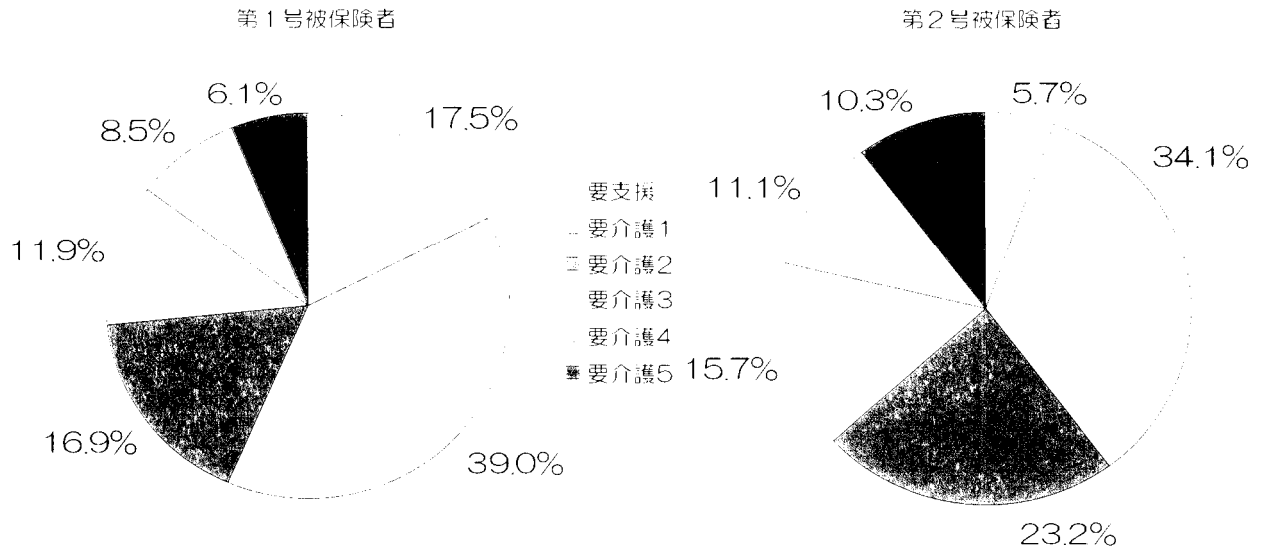 第1号被保険者
6.1%
17.5%
8.5%
11.9%
16.9%
39.0%
要支援
要介護1
要介護2
要介護3
要介護4
要介護5
第2号被保険者
10.3%
5.7%
34.1%
11.1%
15.7%
23.2%